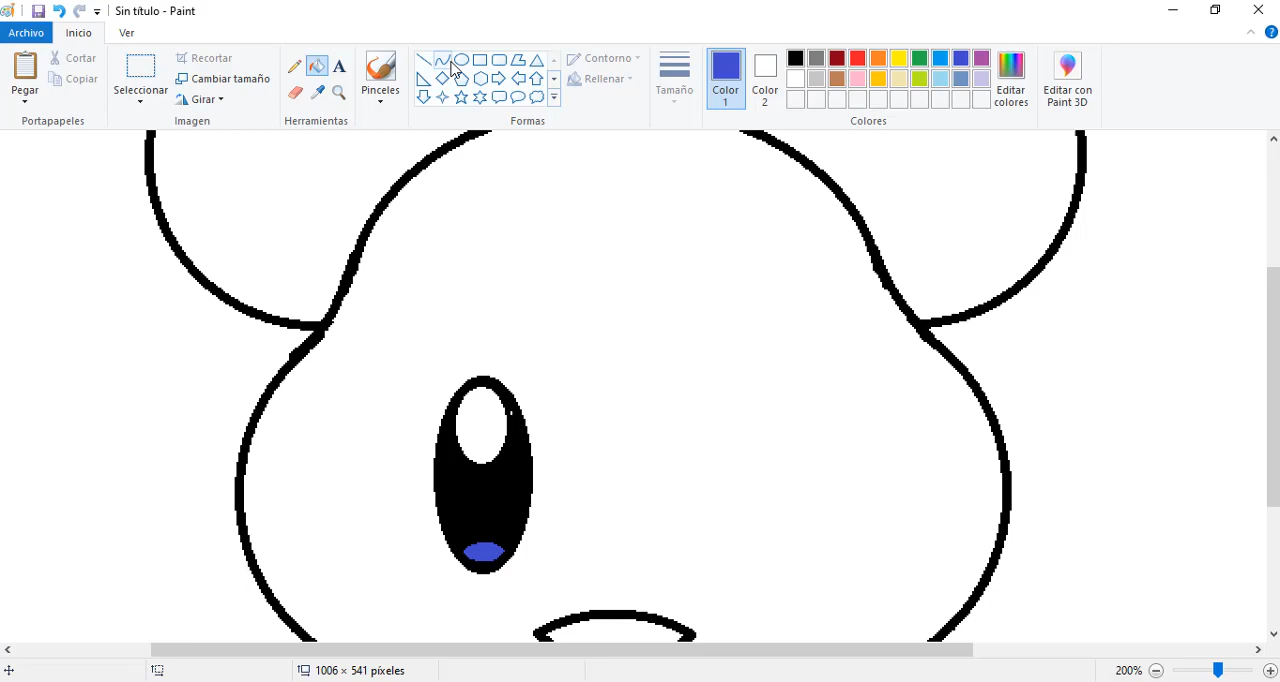 Sin título - Paint
Archivo Inicio Ver
Pegar
Cortar
Copiar
Portapapeles
Seleccionar
Recortar
Cambiar tamaño
Girar
Imagen
A
Herramientas
Pinceles
Formas
Contorno
Rellenar
Tamaño
Color 1
Color 2
Colores
Editar colores
Editar con Paint 3D
1006 × 541 píxeles
200%